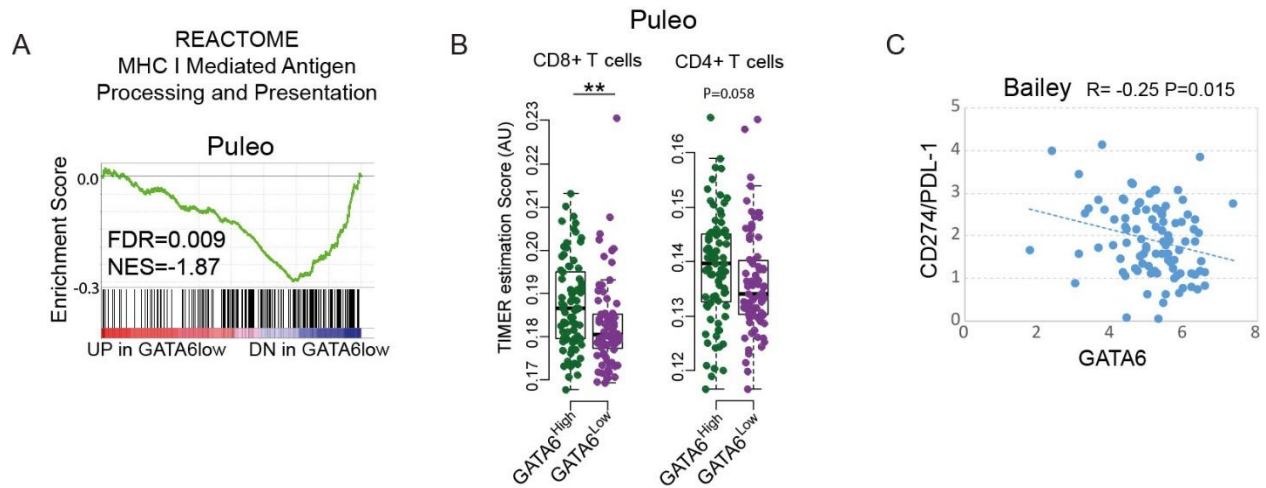 A
REACTOME
MHC I Mediated Antigen
Processing and Presentation
Puleo
Enrichment Score
0.0
-0.3
FDR=0.009
NES=-1.87
UP in GATA6low
DN in GATA6low
B
Puleo
CD8+ T cells
CD4+ T cells
**
P=0.058
TIMER estimation Score (AU)
0.23
0.22
0.21
0.20
0.19
0.18
0.17
0.16
0.15
0.14
0.13
0.12
GATA6High
GATA6Low
GATA6High
GATA6Low
C
Bailey R= -0.25 P=0.015
CD274/PDL-1
5
4
3
2
1
0
0
2
4
6
8
GATA6